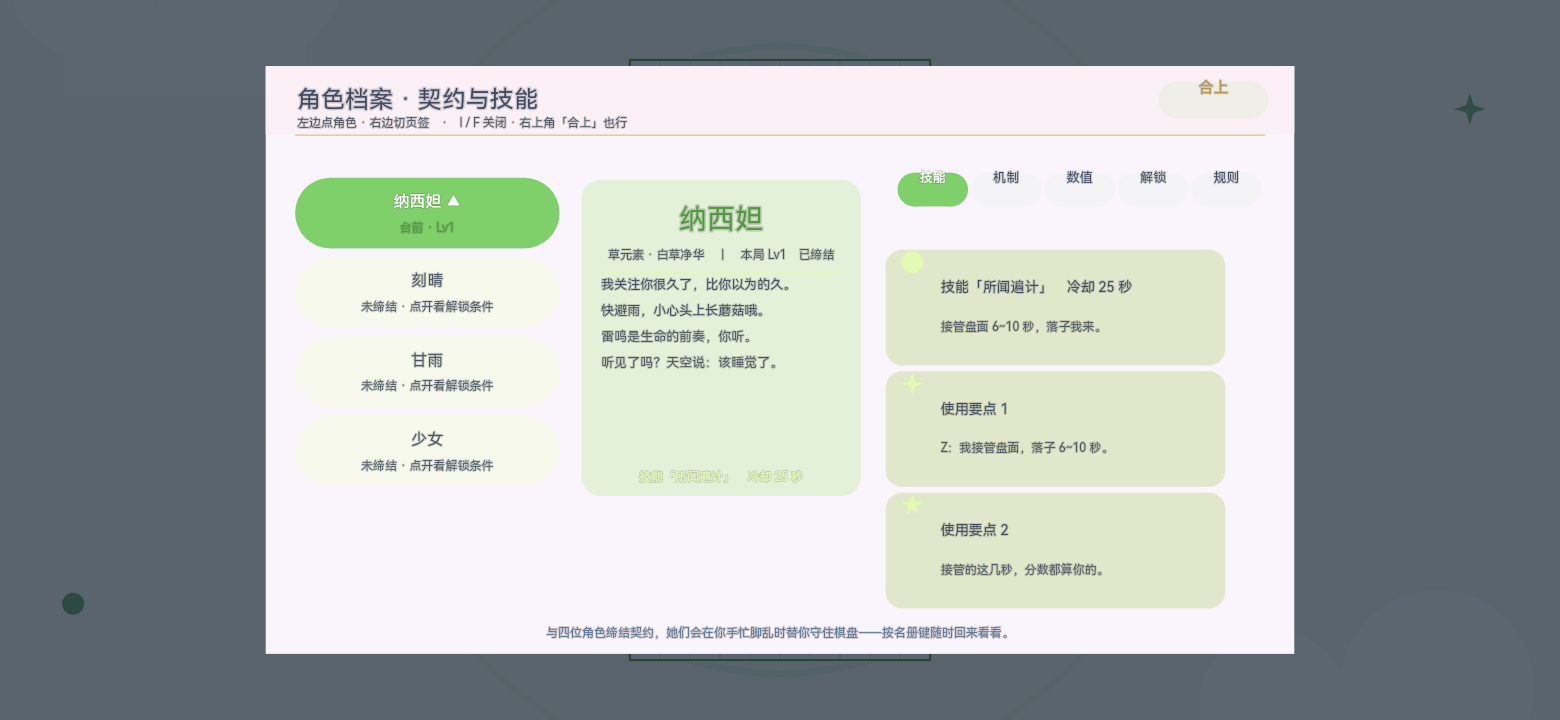 角色档案 · 契约与技能
左边点角色 · 右边切页签 · I / F 关闭 · 右上角「合上」也行
合上
纳西妲 ▲
台前 · Lv1
刻晴
未缔结 · 点开看解锁条件
甘雨
未缔结 · 点开看解锁条件
少女
未缔结 · 点开看解锁条件
纳西妲
草元素 · 白草净华 | 本局 Lv1 已缔结
我关注你很久了，比你以为的久。
快避雨，小心头上长蘑菇哦。
雷鸣是生命的前奏，你听。
听见了吗？天空说：该睡觉了。
技能「所闻遍计」 冷却 25 秒
技能
机制
数值
解锁
规则
技能「所闻遍计」 冷却 25 秒
接管盘面 6~10 秒，落子我来。
使用要点 1
Z：我接管盘面，落子 6~10 秒。
使用要点 2
接管的这几秒，分数都算你的。
与四位角色缔结契约，她们会在你手忙脚乱时替你守住棋盘——按名册键随时回来看看。